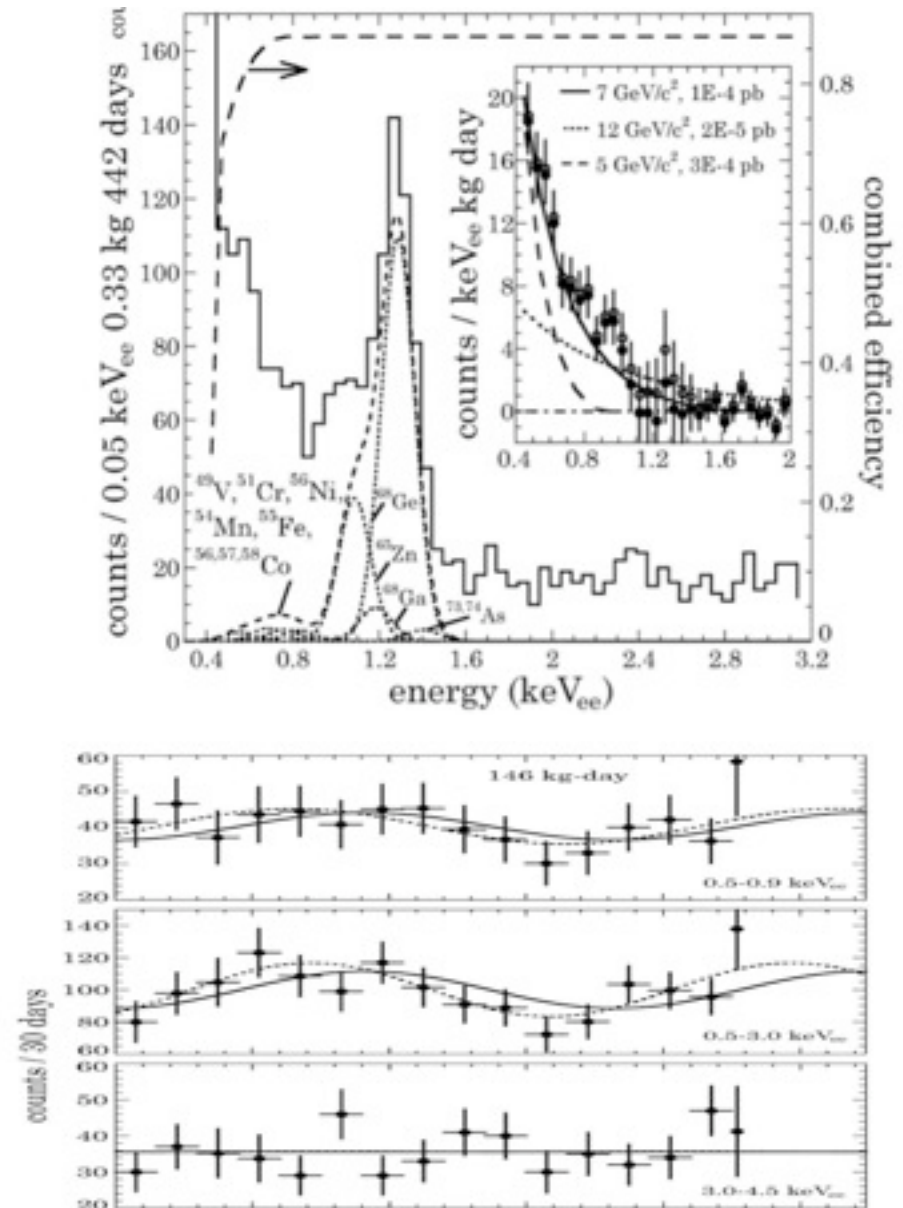 counts / 0.05 keVee 0.33 kg 442 days
160
140
120
100
80
60
40
20
0
0.4 0.8 1.2 1.6 2 2.4 2.8 3.2
energy (keVee)
combined efficiency
0.8
0.6
0.4
0.2
0
49V, 51Cr, 56Ni,
54Mn, 55Fe,
56,57,58Co
68Ge
65Zn
68Ga
73,74As
counts / keVee kg day
20
16
12
8
4
0
0.4 0.8 1.2 1.6 2
7 GeV/c2, 1E-4 pb
12 GeV/c2, 2E-5 pb
5 GeV/c2, 3E-4 pb
counts / 30 days
60
50
40
30
20
146 kg-day
0.5-0.9 keVee
140
120
100
80
60
0.5-3.0 keVee
60
50
40
30
20
3.0-4.5 keVee